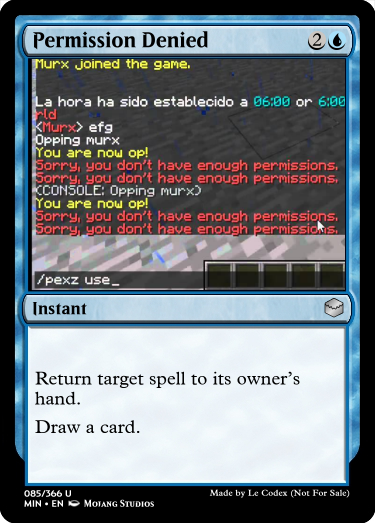 Permission Denied
2
Murx joined the game.
La hora ha sido establecido a 06:00 or 6:00
rld
<Murx> efg
Opping murx
You are now op!
Sorry, you don't have enough permissions.
Sorry, you don't have enough permissions.
(CONSOLE: Opping murx)
You are now op!
Sorry, you don't have enough permissions.
Sorry, you don't have enough permissions.
/pexz use_
Instant
Return target spell to its owner's
hand.
Draw a card.
085/366 U
MIN • EN Mojang Studios
Made by Le Codex (Not For Sale)